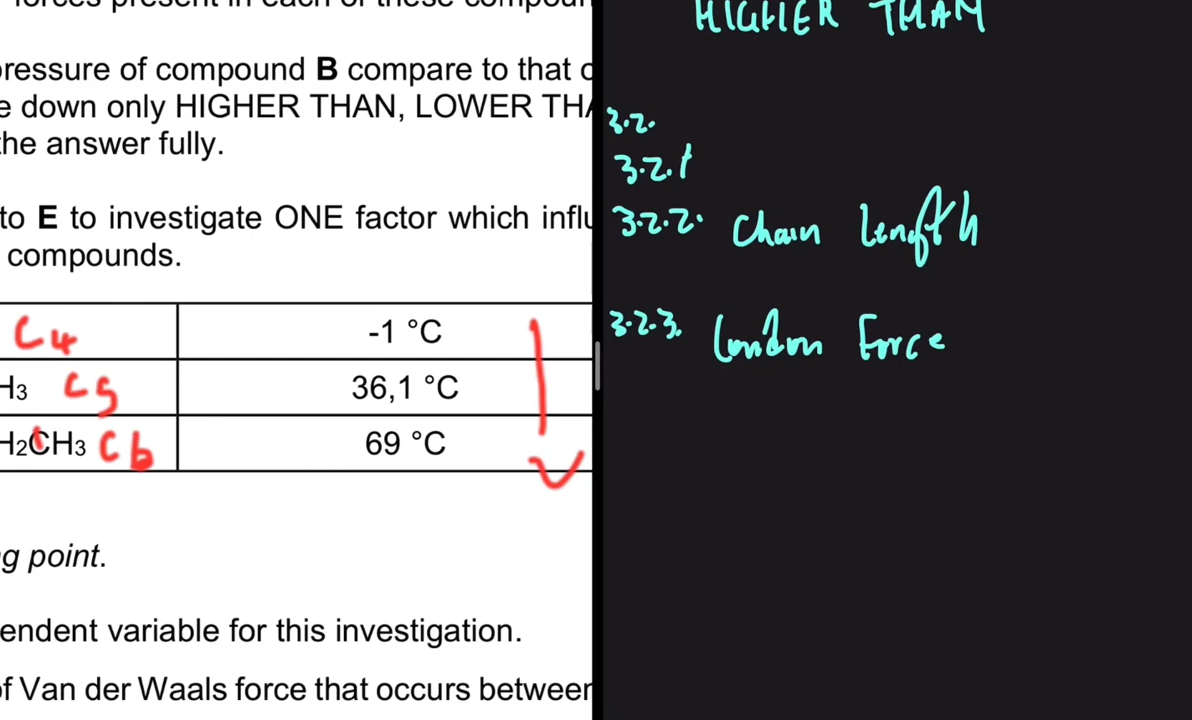 forces present in each of these compoun
pressure of compound B compare to that o
e down only HIGHER THAN, LOWER THA
the answer fully.
to E to investigate ONE factor which influ
compounds.
C4
-1 °C
H3 C5
36,1 °C
H2CH3 C6
69 °C
g point.
endent variable for this investigation.
of Van der Waals force that occurs between
HIGHER THAN
3.2.
3.2.1
3.2.2. Chain length
3.2.3. London Force